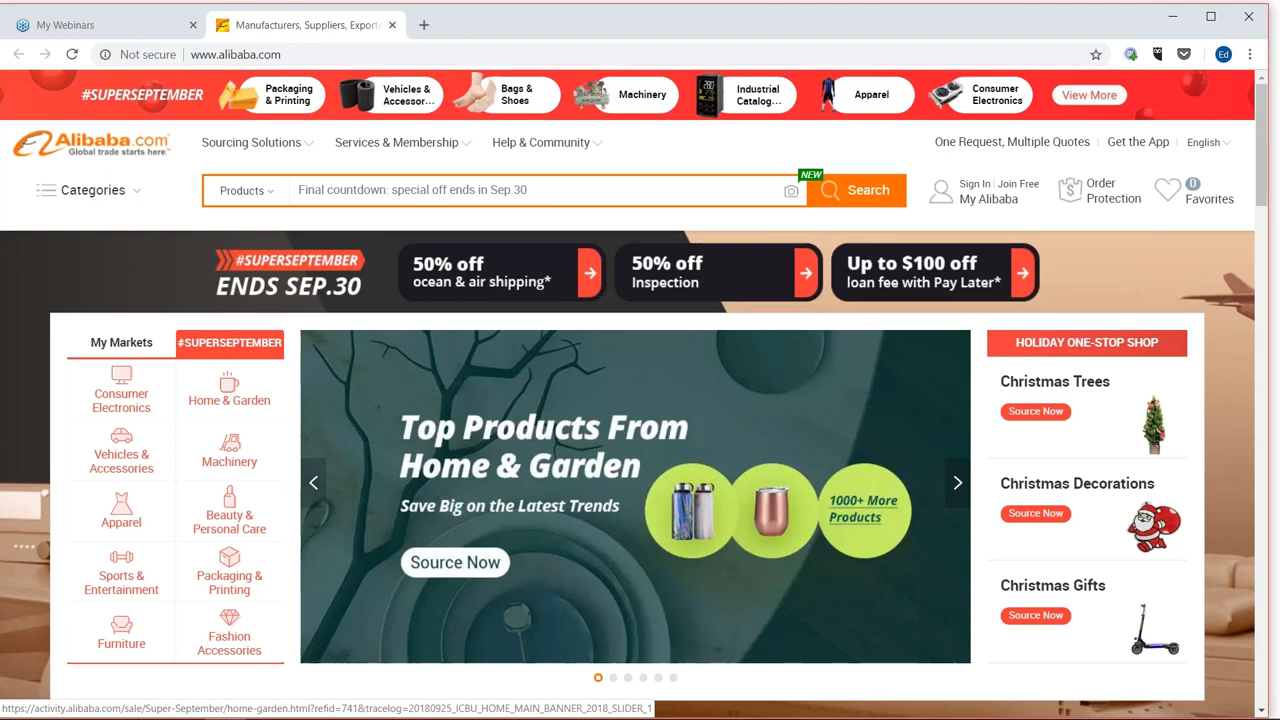 My Webinars
Manufacturers, Suppliers, Export
Not secure
www.alibaba.com
Ed
#SUPERSEPTEMBER
Packaging
& Printing
Vehicles &
Accessor...
Bags &
Shoes
Machinery
Industrial
Catalog...
Apparel
Consumer
Electronics
View More
Alibaba.com®
Global trade starts here.™
Sourcing Solutions
Services & Membership
Help & Community
One Request, Multiple Quotes
Get the App
English
Categories
Products
Final countdown: special off ends in Sep.30
NEW
Search
Sign In
Join Free
My Alibaba
Order
Protection
0
Favorites
#SUPERSEPTEMBER
ENDS SEP.30
50% off
ocean & air shipping*
50% off
Inspection
Up to $100 off
loan fee with Pay Later*
My Markets
#SUPERSEPTEMBER
Consumer
Electronics
Home & Garden
Vehicles &
Accessories
Machinery
Apparel
Beauty &
Personal Care
Sports &
Entertainment
Packaging &
Printing
Furniture
Fashion
Accessories
Top Products From
Home & Garden
Save Big on the Latest Trends
Source Now
1000+ More
Products
HOLIDAY ONE-STOP SHOP
Christmas Trees
Source Now
Christmas Decorations
Source Now
Christmas Gifts
Source Now
https://activity.alibaba.com/sale/Super-September/home-garden.html?refid=741&tracelog=20180925_ICBU_HOME_MAIN_BANNER_2018_SLIDER_1